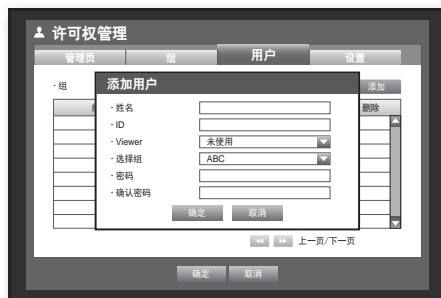 许可权管理
管理员 组 用户 设置
· 组 添加
添加用户
删除
· 姓名
· ID
· Viewer 未使用
· 选择组 ABC
· 密码
· 确认密码
确定 取消
上一页/下一页
确定 取消